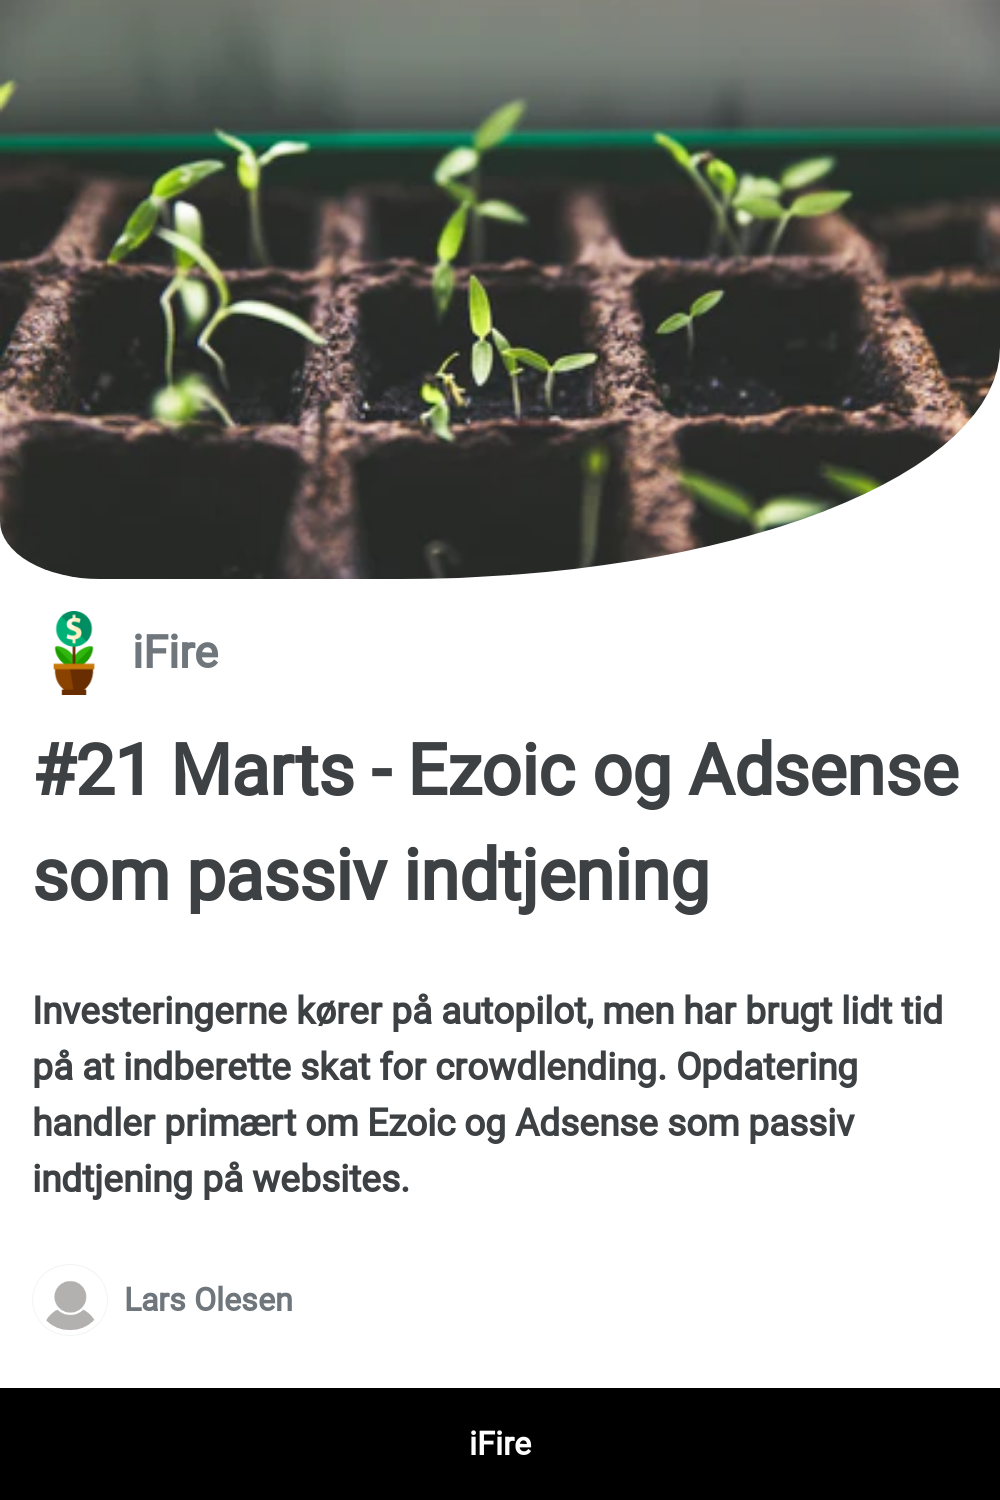 $
iFire
#21 Marts - Ezoic og Adsense
som passiv indtjening
Investeringerne kører på autopilot, men har brugt lidt tid
på at indberette skat for crowdlending. Opdatering
handler primært om Ezoic og Adsense som passiv
indtjening på websites.
Lars Olesen
iFire